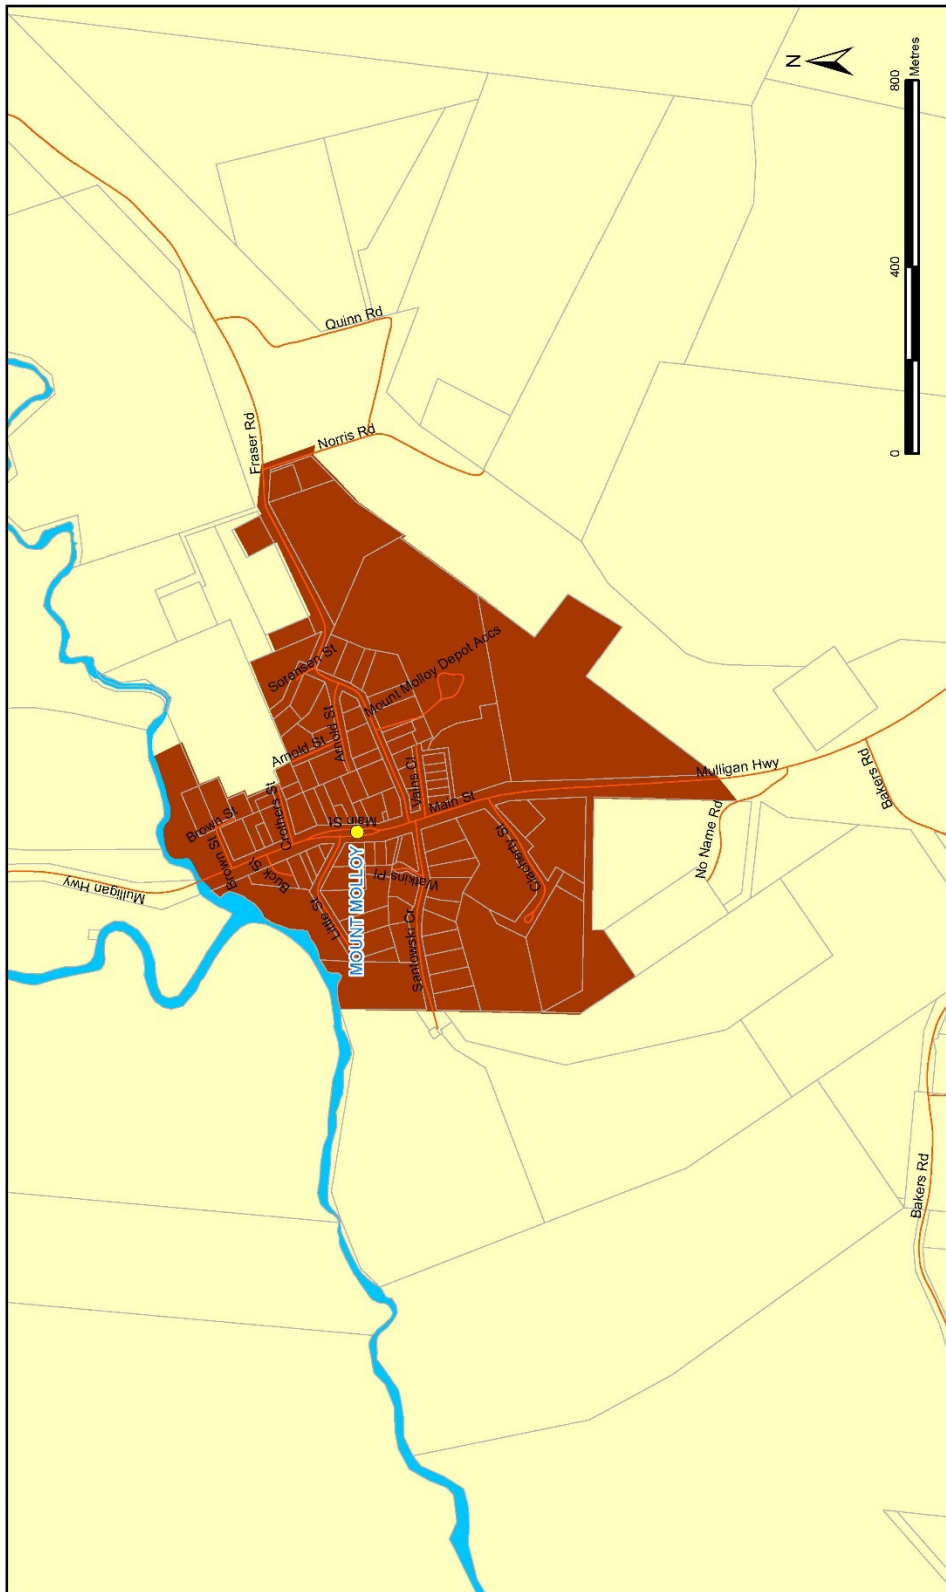 N
800
Metres
400
0
Quinn Rd
Fraser Rd
Norris Rd
Sorensen St
Mount Molloy Depot Accs
Arnold St
Arnold St
Vains Cl
Mulligan Hwy
Bakers Rd
Main St
Crothers St
Brown St
Main St
No Name Rd
Clacherty St
Brown St
Buck St
Watkins Pl
Mulligan Hwy
Little St
MOUNT MOLLOY
Santowski Cr
Bakers Rd